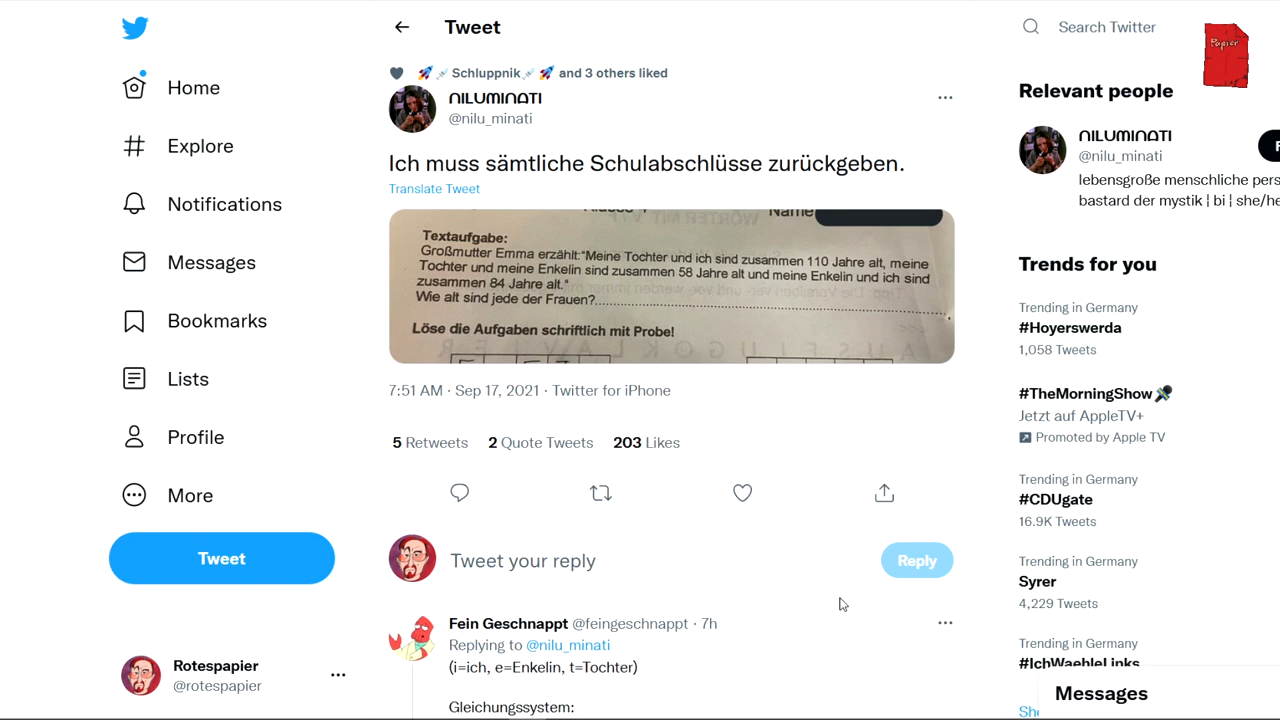 Tweet
Search Twitter
Papier
Home
Explore
Notifications
Messages
Bookmarks
Lists
Profile
More
Tweet
Rotespapier
@rotespapier
🚀💉Schluppnik💉🚀 and 3 others liked
NILUMINATI
@nilu_minati
Ich muss sämtliche Schulabschlüsse zurückgeben.
Translate Tweet
Name
Textaufgabe:
Großmutter Emma erzählt:"Meine Tochter und ich sind zusammen 110 Jahre alt, meine
Tochter und meine Enkelin sind zusammen 58 Jahre alt und meine Enkelin und ich sind
zusammen 84 Jahre alt."
Wie alt sind jede der Frauen?
Löse die Aufgaben schriftlich mit Probe!
7:51 AM · Sep 17, 2021 · Twitter for iPhone
5 Retweets 2 Quote Tweets 203 Likes
Tweet your reply
Reply
Fein Geschnappt @feingeschnappt · 7h
Replying to @nilu_minati
(i=ich, e=Enkelin, t=Tochter)
Gleichungssystem:
Relevant people
NILUMINATI
@nilu_minati
F
lebensgroße menschliche pers
bastard der mystik ¦ bi ¦ she/he
Trends for you
Trending in Germany
#Hoyerswerda
1,058 Tweets
#TheMorningShow🎤
Jetzt auf AppleTV+
Promoted by Apple TV
Trending in Germany
#CDUgate
16.9K Tweets
Trending in Germany
Syrer
4,229 Tweets
Trending in Germany
#IchWaehleLinks
Messages